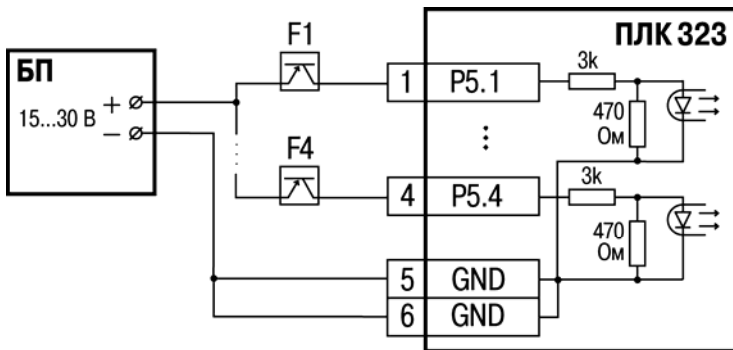 БП
15...30 В
+
–
F1
F4
ПЛК 323
1 P5.1
3k
470 Ом
4 P5.4
3k
470 Ом
5 GND
6 GND